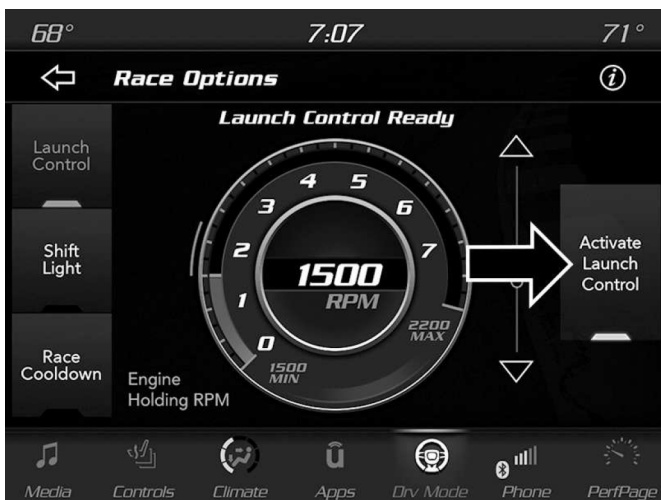 68°
7:07
71°
Race Options
i
Launch Control Ready
Launch
Control
Shift
Light
Race
Cooldown
0
1
2
3
4
5
6
7
1500
RPM
1500
MIN
2200
MAX
Engine
Holding RPM
Activate
Launch
Control
Media
Controls
Climate
û
Apps
Drv Mode
Phone
PerfPage